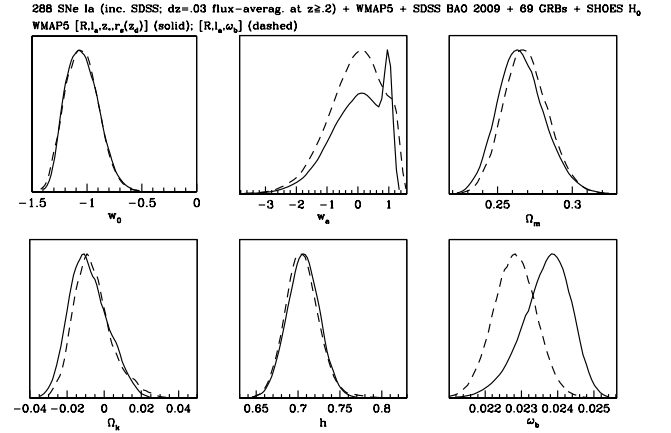 288 SNe Ia (inc. SDSS; dz=.03 flux-averag. at z≥.2) + WMAP5 + SDSS BAO 2009 + 69 GRBs + SHOES H₀
WMAP5 [R,lₐ,z*,rₛ(z_d)] (solid); [R,lₐ,ω_b] (dashed)
−1.5 −1 −0.5 0
w₀
−3 −2 −1 0 1
wₐ
0.25 0.3
Ωₘ
−0.04 −0.02 0 0.02 0.04
Ωₖ
0.65 0.7 0.75 0.8
h
0.022 0.023 0.024 0.025
ω_b